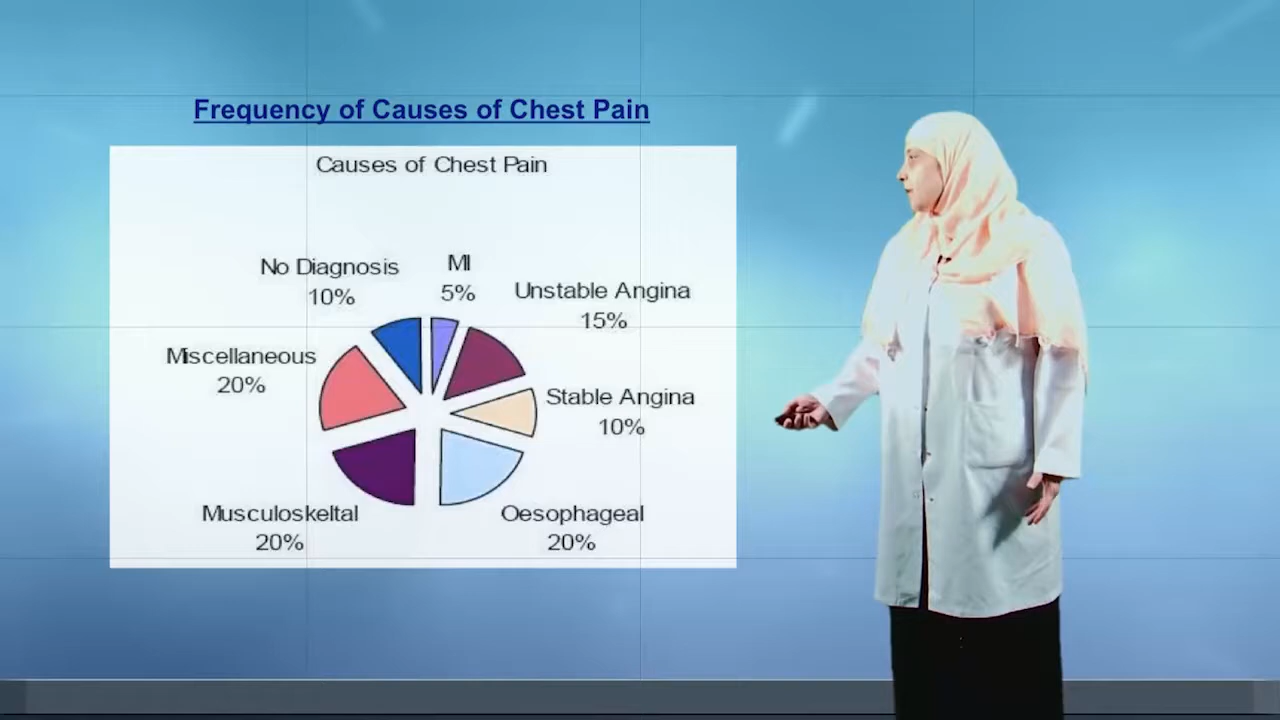 Frequency of Causes of Chest Pain
Causes of Chest Pain
No Diagnosis
10%
MI
5%
Unstable Angina
15%
Miscellaneous
20%
Stable Angina
10%
Musculoskeltal
20%
Oesophageal
20%